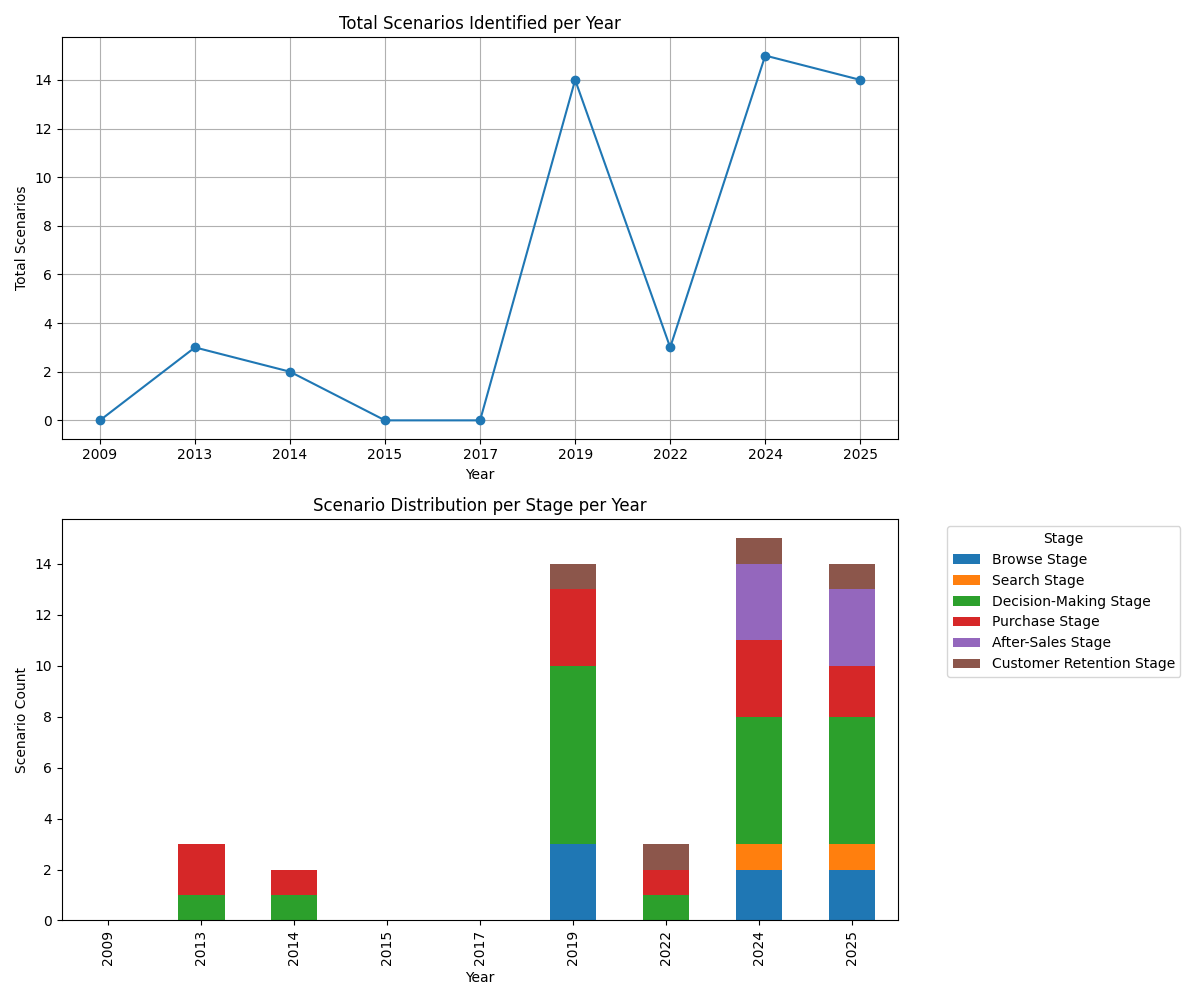 Total Scenarios Identified per Year
Total Scenarios
14
12
10
8
6
4
2
0
2009 2013 2014 2015 2017 2019 2022 2024 2025
Year
Scenario Distribution per Stage per Year
Scenario Count
14
12
10
8
6
4
2
0
2009 2013 2014 2015 2017 2019 2022 2024 2025
Year
Stage
Browse Stage
Search Stage
Decision-Making Stage
Purchase Stage
After-Sales Stage
Customer Retention Stage